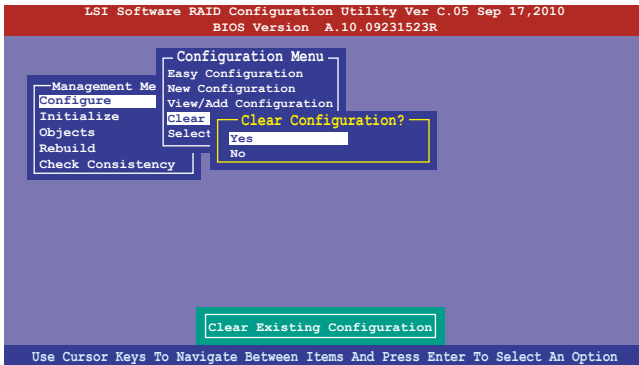 LSI Software RAID Configuration Utility Ver C.05 Sep 17,2010
BIOS Version A.10.09231523R
Configuration Menu
Easy Configuration
New Configuration
View/Add Configuration
Clear
Select
Management Me
Configure
Initialize
Objects
Rebuild
Check Consistency
Clear Configuration?
Yes
No
Clear Existing Configuration
Use Cursor Keys To Navigate Between Items And Press Enter To Select An Option